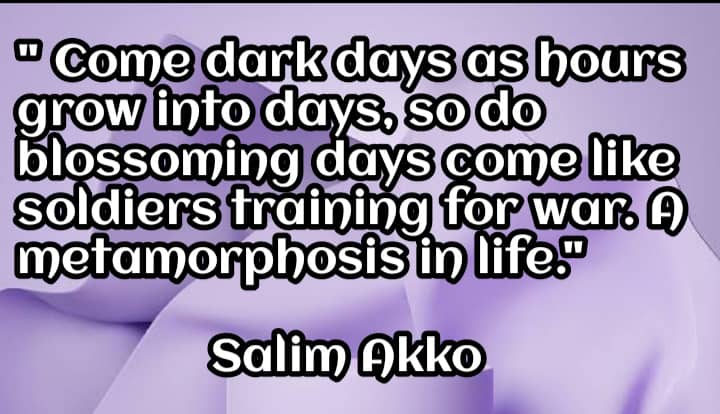 " Come dark days as hours
grow into days, so do
blossoming days come like
soldiers training for war. A
metamorphosis in life."
Salim Akko